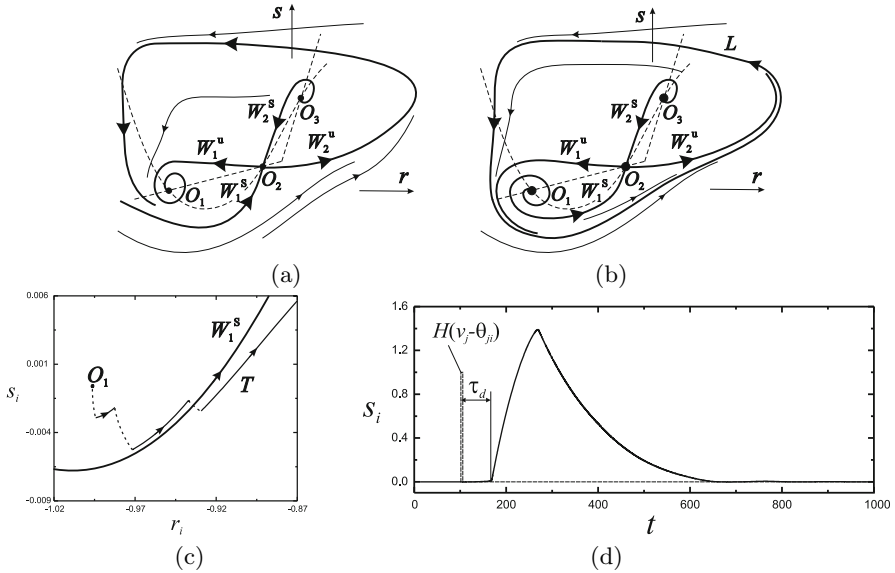 s
W₂ˢ
O₃
W₁ᵘ
W₂ᵘ
O₁
W₁ˢ
O₂
r
(a)
s
L
W₂ˢ
O₃
W₁ᵘ
W₂ᵘ
O₁
W₁ˢ
O₂
r
(b)
0.006
0.001
-0.004
-0.009
sᵢ
W₁ˢ
O₁
T
-1.02
-0.97
-0.92
-0.87
rᵢ
(c)
1.6
1.2
0.8
0.4
0.0
Sᵢ
H(vⱼ-θⱼᵢ)
τ_d
200
400
600
800
1000
t
(d)